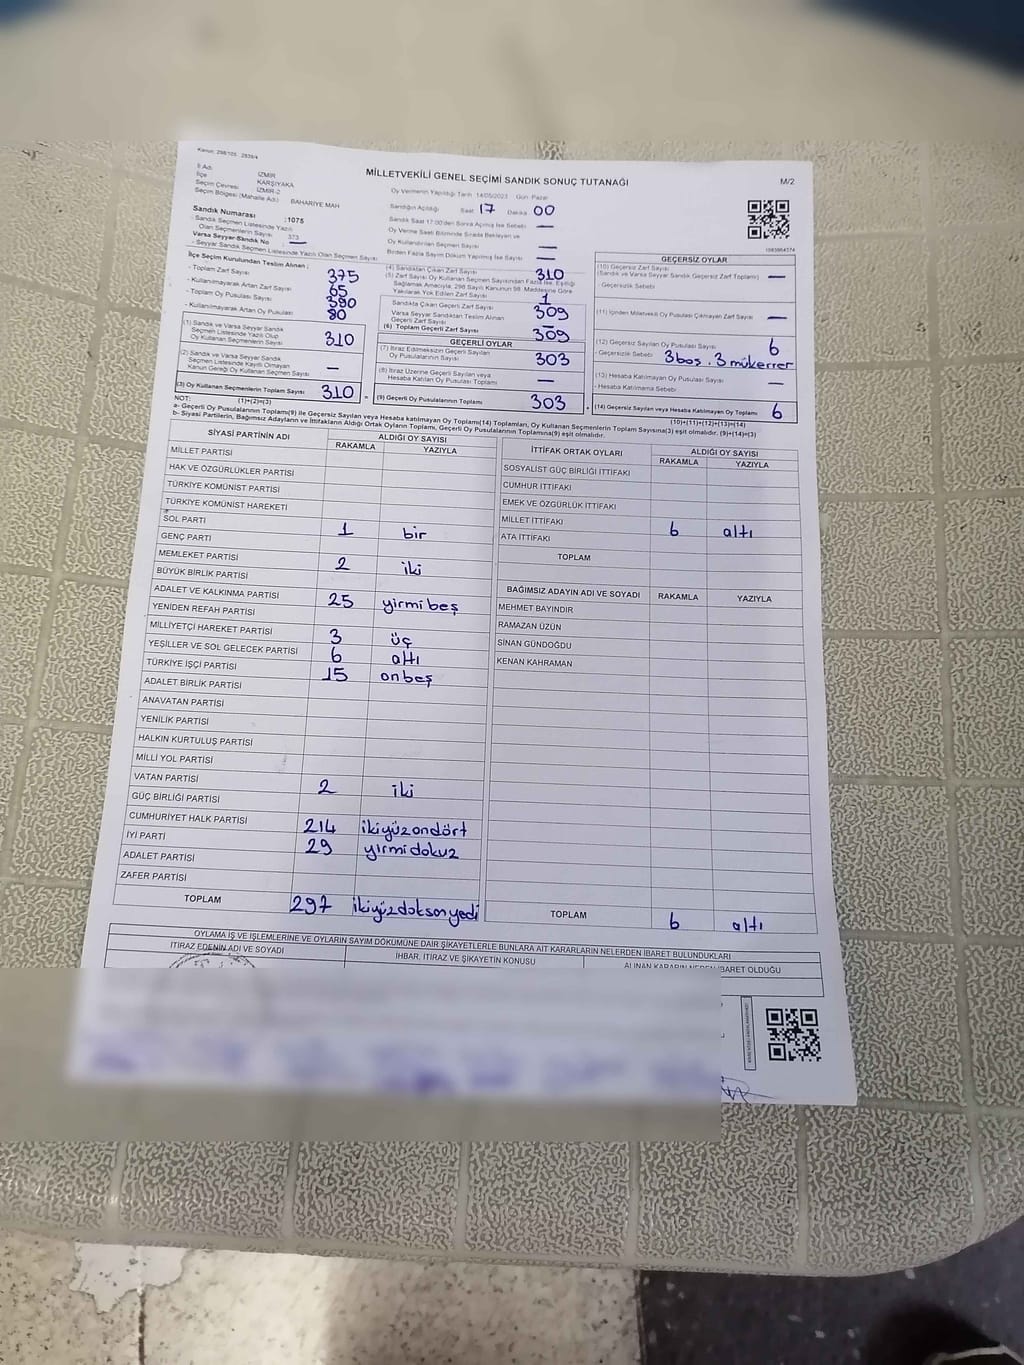 Kanun: 298/105 2839/4
MİLLETVEKİLİ GENEL SEÇİMİ SANDIK SONUÇ TUTANAĞI
M/2
İl Adı İZMİR
İlçe KARŞIYAKA
Seçim Çevresi İZMİR-2
Seçim Bölgesi (Mahalle Adı) BAHARİYE MAH
Sandık Numarası :1075
Sandık Seçmen Listesinde Yazılı
Olan Seçmenlerin Sayısı 373
Varsa Seyyar Sandık No : —
- Seyyar Sandık Seçmen Listesinde Yazılı Olan Seçmen Sayısı
Oy Vermenin Yapıldığı Tarih 14/05/2023 Gün: Pazar
Sandığın Açıldığı Saat 17 Dakika 00
Sandık Saat 17:00'den Sonra Açılmış İse Sebebi —
Oy Verme Saati Bitiminde Sırada Bekleyen ve
Oy Kullandırılan Seçmen Sayısı —
Birden Fazla Sayım Döküm Yapılmış İse Sayısı —
1083864374
İlçe Seçim Kurulundan Teslim Alınan :
- Toplam Zarf Sayısı 375
- Kullanılmayarak Artan Zarf Sayısı 65
- Toplam Oy Pusulası Sayısı 390
- Kullanılmayarak Artan Oy Pusulası 80
(1) Sandık ve Varsa Seyyar Sandık
Seçmen Listesinde Yazılı Olup
Oy Kullanan Seçmenlerin Sayısı 310
(2) Sandık ve Varsa Seyyar Sandık
Seçmen Listesinde Kayıtlı Olmayan
Kanun Gereği Oy Kullanan Seçmen Sayısı —
(3) Oy Kullanan Seçmenlerin Toplam Sayısı 310
(1)+(2)=(3)
(4) Sandıktan Çıkan Zarf Sayısı 310
(5) Zarf Sayısı Oy Kullanan Seçmen Sayısından Fazla İse, Eşitliği
Sağlamak Amacıyla, 298 Sayılı Kanunun 98. Maddesine Göre
Yakılarak Yok Edilen Zarf Sayısı 1
Sandıkta Çıkan Geçerli Zarf Sayısı 309
Varsa Seyyar Sandıktan Teslim Alınan
Geçerli Zarf Sayısı —
(6) Toplam Geçerli Zarf Sayısı 309
GEÇERLİ OYLAR
(7) İtiraz Edilmeksizin Geçerli Sayılan
Oy Pusulalarının Sayısı 303
(8) İtiraz Üzerine Geçerli Sayılan veya
Hesaba Katılan Oy Pusulası Toplamı —
(9) Geçerli Oy Pusulalarının Toplamı 303
GEÇERSİZ OYLAR
(10) Geçersiz Zarf Sayısı
(Sandık ve Varsa Seyyar Sandık Geçersiz Zarf Toplamı) —
- Geçersizlik Sebebi
(11) İçinden Milletvekili Oy Pusulası Çıkmayan Zarf Sayısı —
(12) Geçersiz Sayılan Oy Pusulası Sayısı 6
- Geçersizlik Sebebi 3 boş . 3 mükerrer
(13) Hesaba Katılmayan Oy Pusulası Sayısı —
- Hesaba Katılmama Sebebi
(14) Geçersiz Sayılan veya Hesaba Katılmayan Oy Toplamı 6
(10)+(11)+(12)+(13)=(14)
NOT:
a- Geçerli Oy Pusulalarının Toplamı(9) ile Geçersiz Sayılan veya Hesaba katılmayan Oy Toplamı(14) Toplamları, Oy Kullanan Seçmenlerin Toplam Sayısına(3) eşit olmalıdır. (9)+(14)=(3)
b- Siyasi Partilerin, Bağımsız Adayların ve İttifakların Aldığı Ortak Oyların Toplamı, Geçerli Oy Pusulalarının Toplamına(9) eşit olmalıdır.
SİYASİ PARTİNİN ADI ALDIĞI OY SAYISI
RAKAMLA YAZIYLA
MİLLET PARTİSİ
HAK VE ÖZGÜRLÜKLER PARTİSİ
TÜRKİYE KOMÜNİST PARTİSİ
TÜRKİYE KOMÜNİST HAREKETİ
SOL PARTİ 1 bir
GENÇ PARTİ
MEMLEKET PARTİSİ 2 iki
BÜYÜK BİRLİK PARTİSİ
ADALET VE KALKINMA PARTİSİ 25 yirmibeş
YENİDEN REFAH PARTİSİ
MİLLİYETÇİ HAREKET PARTİSİ 3 üç
YEŞİLLER VE SOL GELECEK PARTİSİ 6 altı
TÜRKİYE İŞÇİ PARTİSİ 15 onbeş
ADALET BİRLİK PARTİSİ
ANAVATAN PARTİSİ
YENİLİK PARTİSİ
HALKIN KURTULUŞ PARTİSİ
MİLLİ YOL PARTİSİ
VATAN PARTİSİ 2 iki
GÜÇ BİRLİĞİ PARTİSİ
CUMHURİYET HALK PARTİSİ 214 ikiyüzondört
İYİ PARTİ 29 yirmidokuz
ADALET PARTİSİ
ZAFER PARTİSİ
TOPLAM 297 ikiyüzdoksanyedi
İTTİFAK ORTAK OYLARI ALDIĞI OY SAYISI
RAKAMLA YAZIYLA
SOSYALİST GÜÇ BİRLİĞİ İTTİFAKI
CUMHUR İTTİFAKI
EMEK VE ÖZGÜRLÜK İTTİFAKI
MİLLET İTTİFAKI 6 altı
ATA İTTİFAKI
TOPLAM
BAĞIMSIZ ADAYIN ADI VE SOYADI RAKAMLA YAZIYLA
MEHMET BAYINDIR
RAMAZAN ÜZÜN
SİNAN GÜNDOĞDU
KENAN KAHRAMAN
TOPLAM 6 altı
OYLAMA İŞ VE İŞLEMLERİNE VE OYLARIN SAYIM DÖKÜMÜNE DAİR ŞİKAYETLERLE BUNLARA AİT KARARLARIN NELERDEN İBARET BULUNDUKLARI
İTİRAZ EDENİN ADI VE SOYADI İHBAR, İTİRAZ VE ŞİKAYETİN KONUSU ALINAN KARARIN NEDEN İBARET OLDUĞU